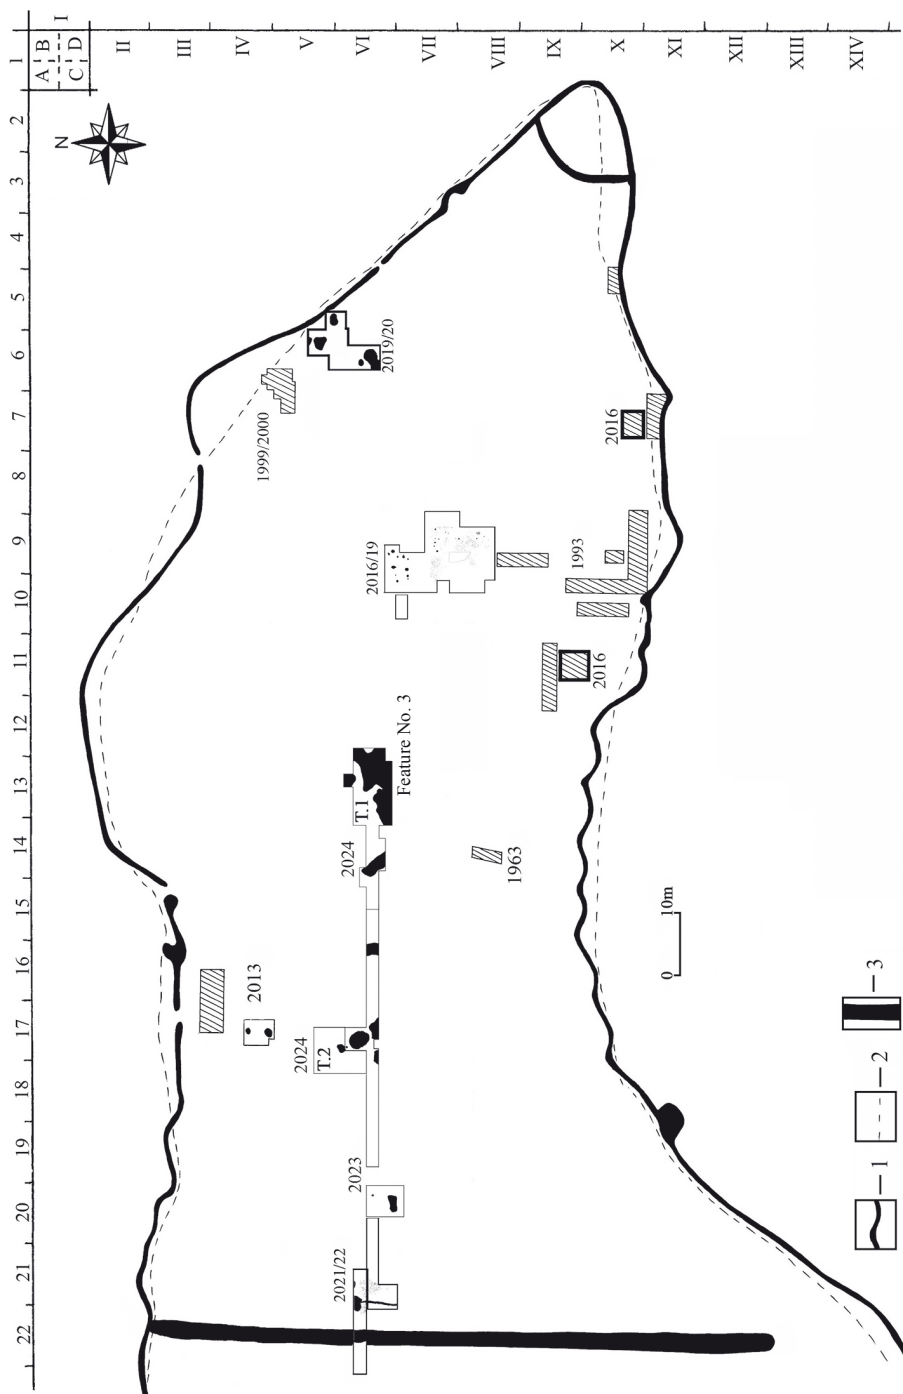 I
II
III
IV
V
VI
VII
VIII
IX
X
XI
XII
XIII
XIV
A B
C D
1
2
3
4
5
6
7
8
9
10
11
12
13
14
15
16
17
18
19
20
21
22
N
2019/20
1999/2000
2016
2016/19
1993
2016
Feature No. 3
T.1
2024
1963
2013
2024
T.2
2023
2021/22
0 10m
1
2
3